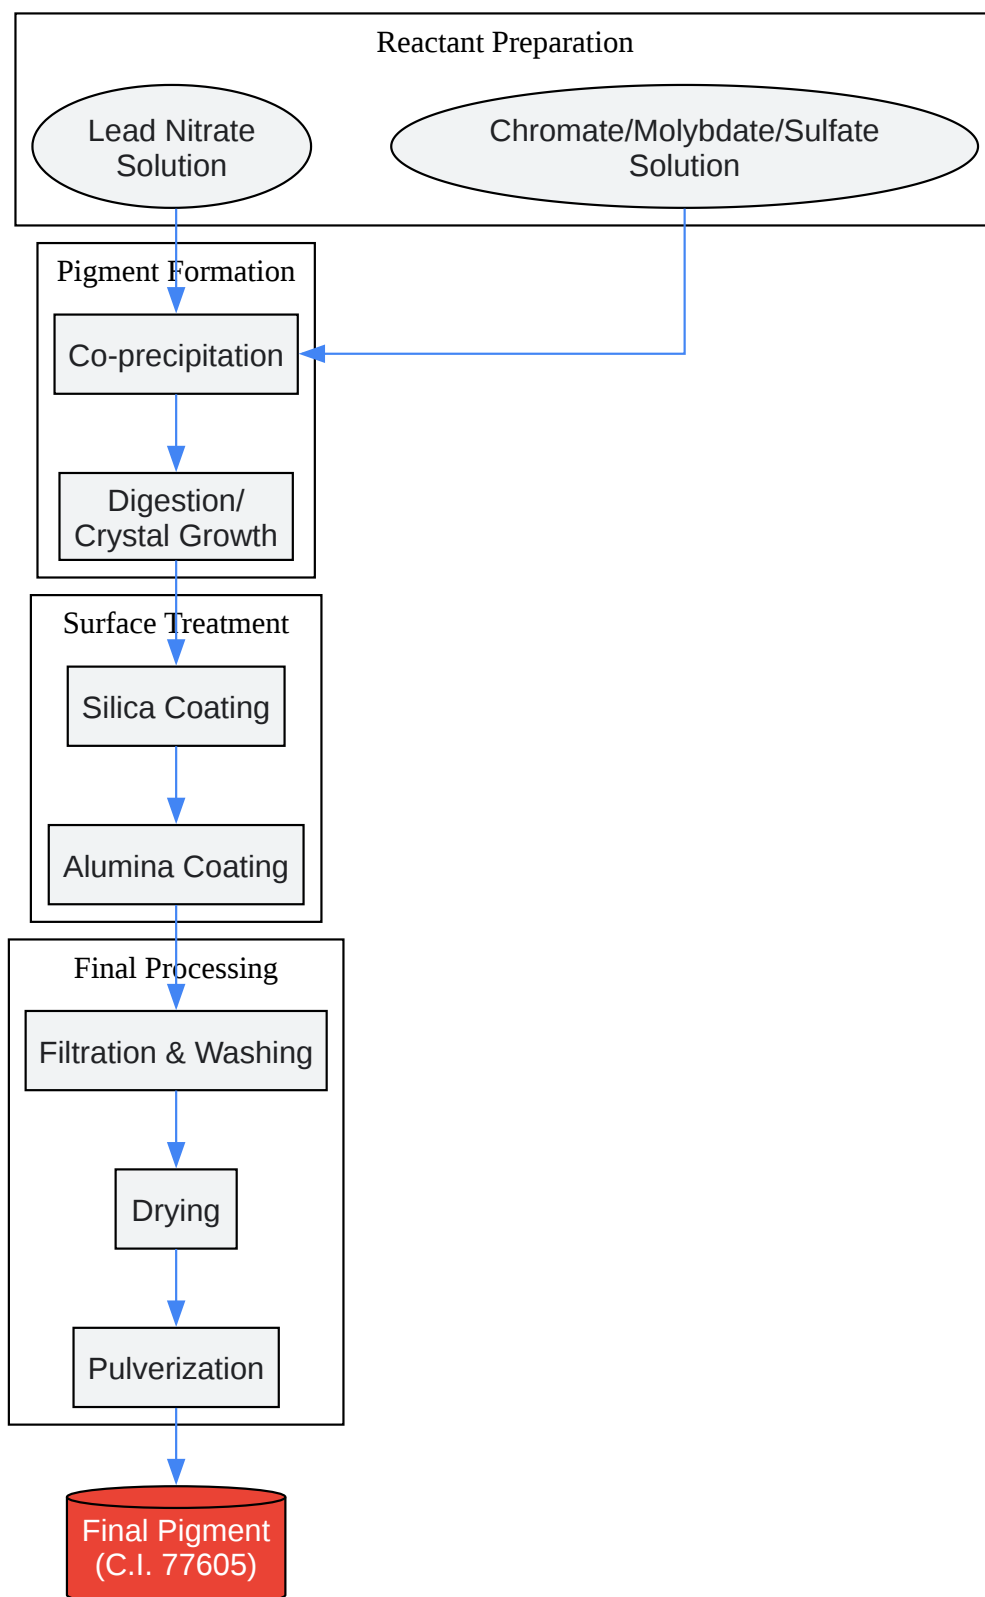 Reactant Preparation
Lead Nitrate
Solution
Chromate/Molybdate/Sulfate
Solution
Pigment Formation
Co-precipitation
Digestion/
Crystal Growth
Surface Treatment
Silica Coating
Alumina Coating
Final Processing
Filtration & Washing
Drying
Pulverization
Final Pigment
(C.I. 77605)